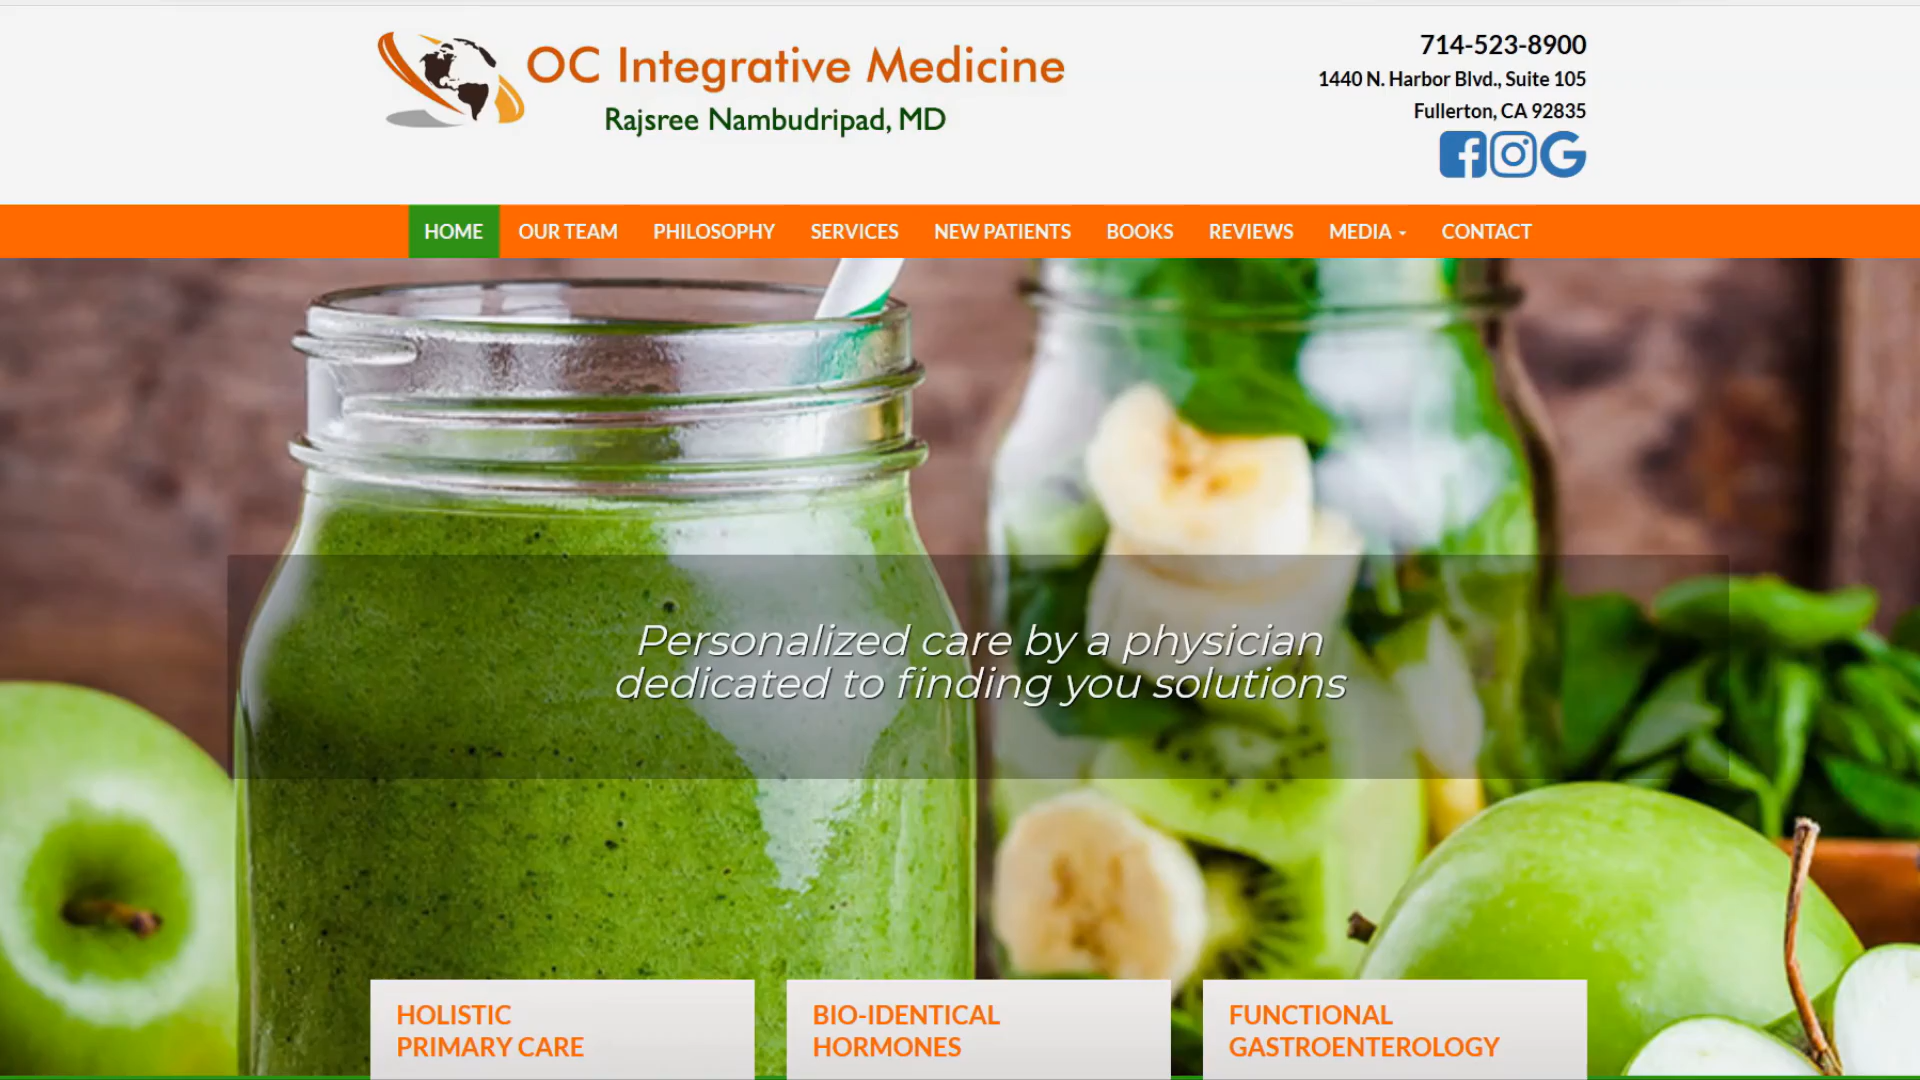 OC Integrative Medicine
Rajsree Nambudripad, MD
714-523-8900
1440 N. Harbor Blvd., Suite 105
Fullerton, CA 92835
HOME OUR TEAM PHILOSOPHY SERVICES NEW PATIENTS BOOKS REVIEWS MEDIA CONTACT
Personalized care by a physician
dedicated to finding you solutions
HOLISTIC
PRIMARY CARE
BIO-IDENTICAL
HORMONES
FUNCTIONAL
GASTROENTEROLOGY